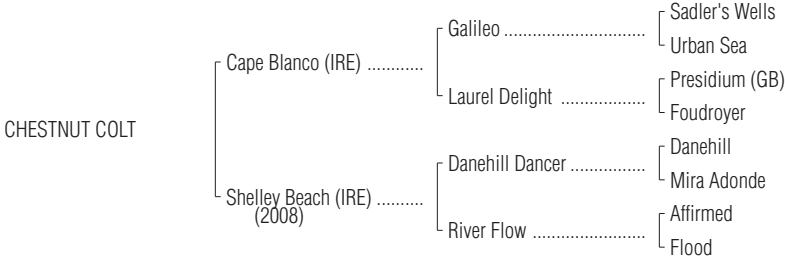 Sadler's Wells
Galileo ..............................
Urban Sea
Cape Blanco (IRE) ............
Presidium (GB)
Laurel Delight ..................
Foudroyer
CHESTNUT COLT
Danehill
Danehill Dancer ................
Mira Adonde
Shelley Beach (IRE) ..........
(2008)
Affirmed
River Flow ........................
Flood